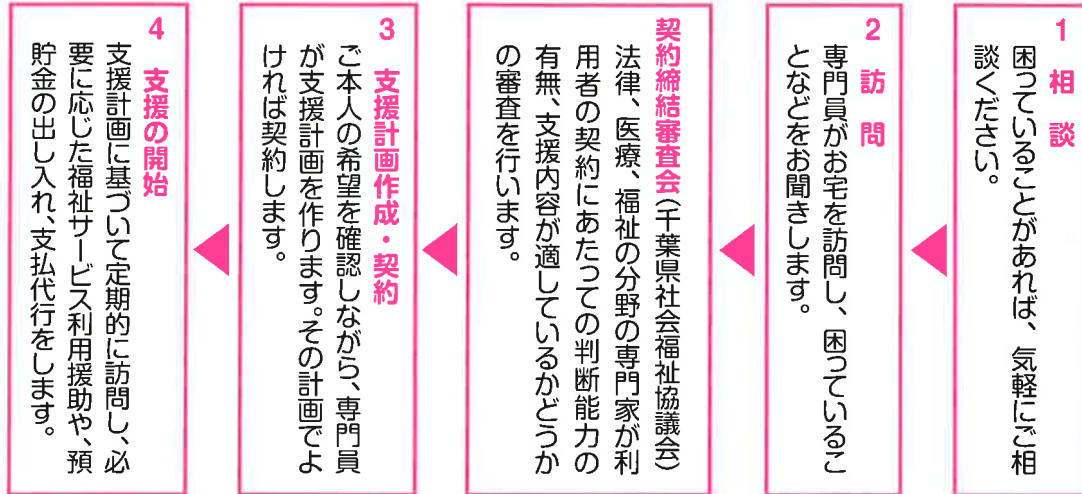 1 相談
困っていることがあれば、気軽にご相
談ください。
2 訪問
専門員がお宅を訪問し、困っているこ
となどをお聞きします。
契約締結審査会(千葉県社会福祉協議会)
法律、医療、福祉の分野の専門家が利
用者の契約にあたっての判断能力の
有無、支援内容が適しているかどうか
の審査を行います。
3 支援計画作成・契約
ご本人の希望を確認しながら、専門員
が支援計画を作ります。その計画でよ
ければ契約します。
4 支援の開始
支援計画に基づいて定期的に訪問し、必
要に応じた福祉サービス利用援助や、預
貯金の出し入れ、支払代行をします。